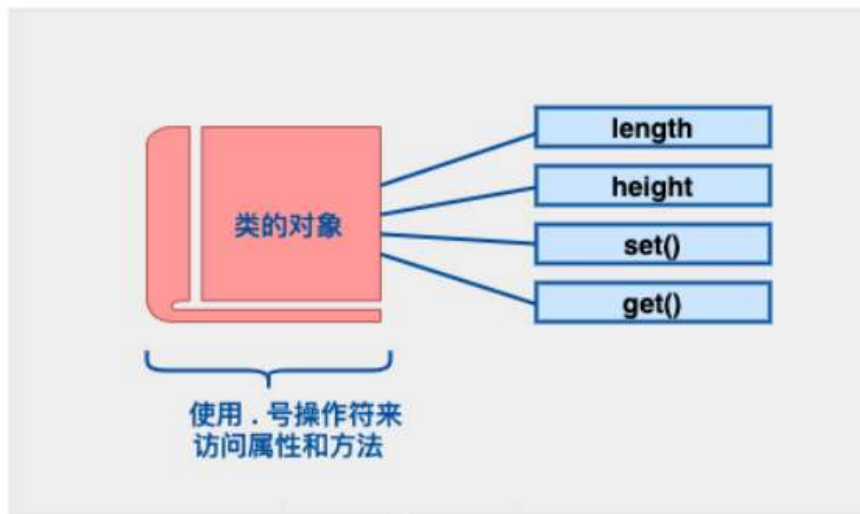 length
height
类的对象
set()
get()
使用 . 号操作符来
访问属性和方法